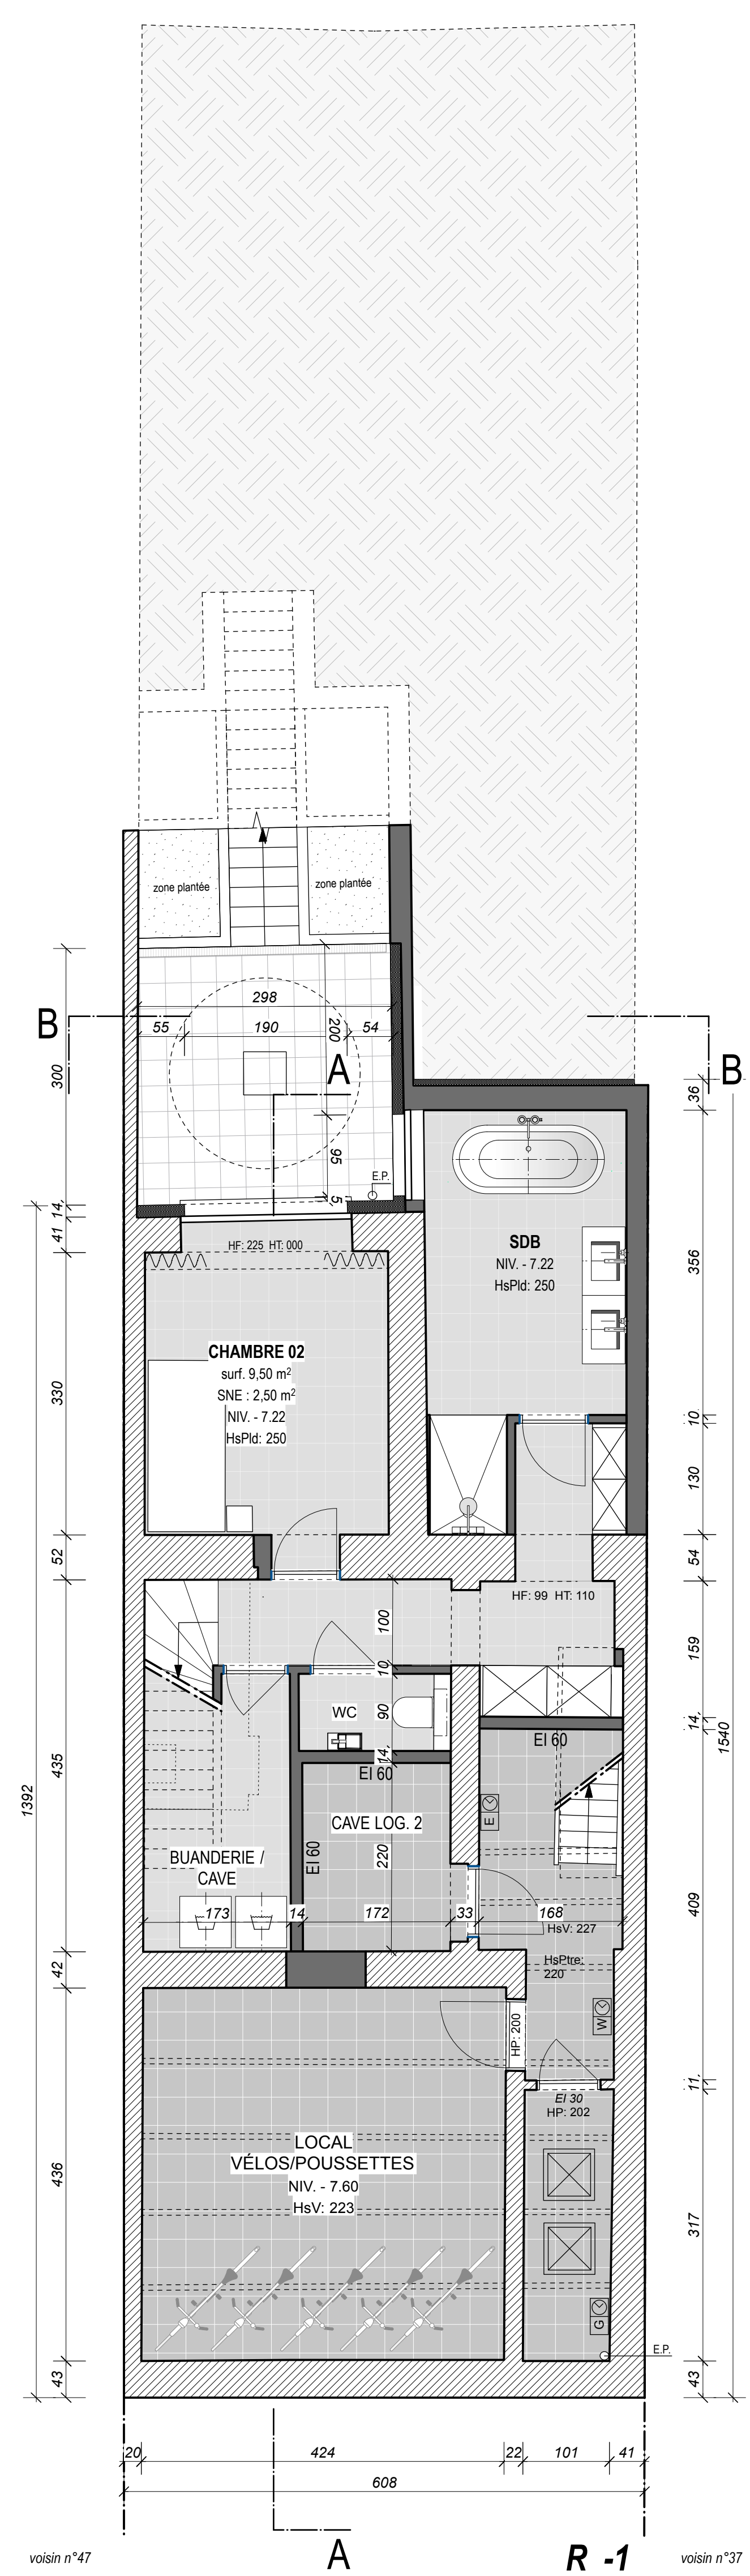 zone plantée
zone plantée
298
55
190
54
200
300
B
A
B
36
95
5
E.P.
14
41
HF: 225 HT: 000
SDB
NIV. - 7.22
HsPld: 250
356
CHAMBRE 02
surf. 9,50 m²
SNE : 2,50 m²
NIV. - 7.22
HsPld: 250
330
10
130
52
54
HF: 99 HT: 110
100
159
10
90
WC
14
14
EI 60
EI 60
1540
435
1392
E
CAVE LOG. 2
EI 60
220
BUANDERIE /
CAVE
409
173
14
172
33
168
HsV: 227
42
HsPtre:
220
W
HP: 200
11
EI 30
HP: 202
LOCAL
VÉLOS/POUSSETTES
NIV. - 7.60
HsV: 223
436
317
G
E.P.
43
43
20
424
22
101
41
608
voisin n°47
A
R -1
voisin n°37